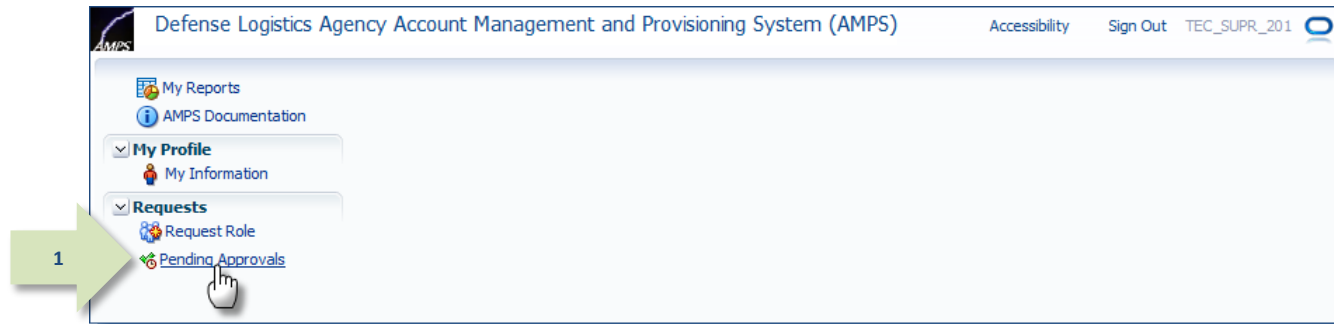 Defense Logistics Agency Account Management and Provisioning System (AMPS) Accessibility Sign Out TEC_SUPR_201
AMPS
My Reports
AMPS Documentation
My Profile
My Information
Requests
Request Role
1 Pending Approvals